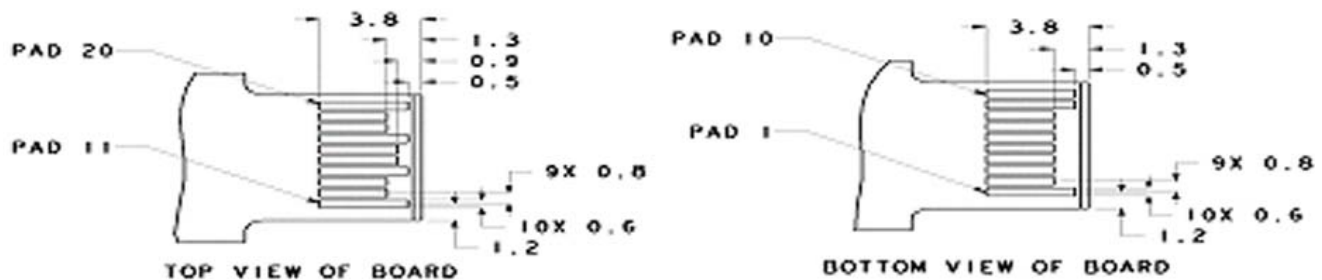 3.8
PAD 20
1.3
0.9
0.5
PAD 11
9X 0.8
10X 0.6
1.2
TOP VIEW OF BOARD
3.8
PAD 10
1.3
0.5
PAD 1
9X 0.8
10X 0.6
1.2
BOTTOM VIEW OF BOARD